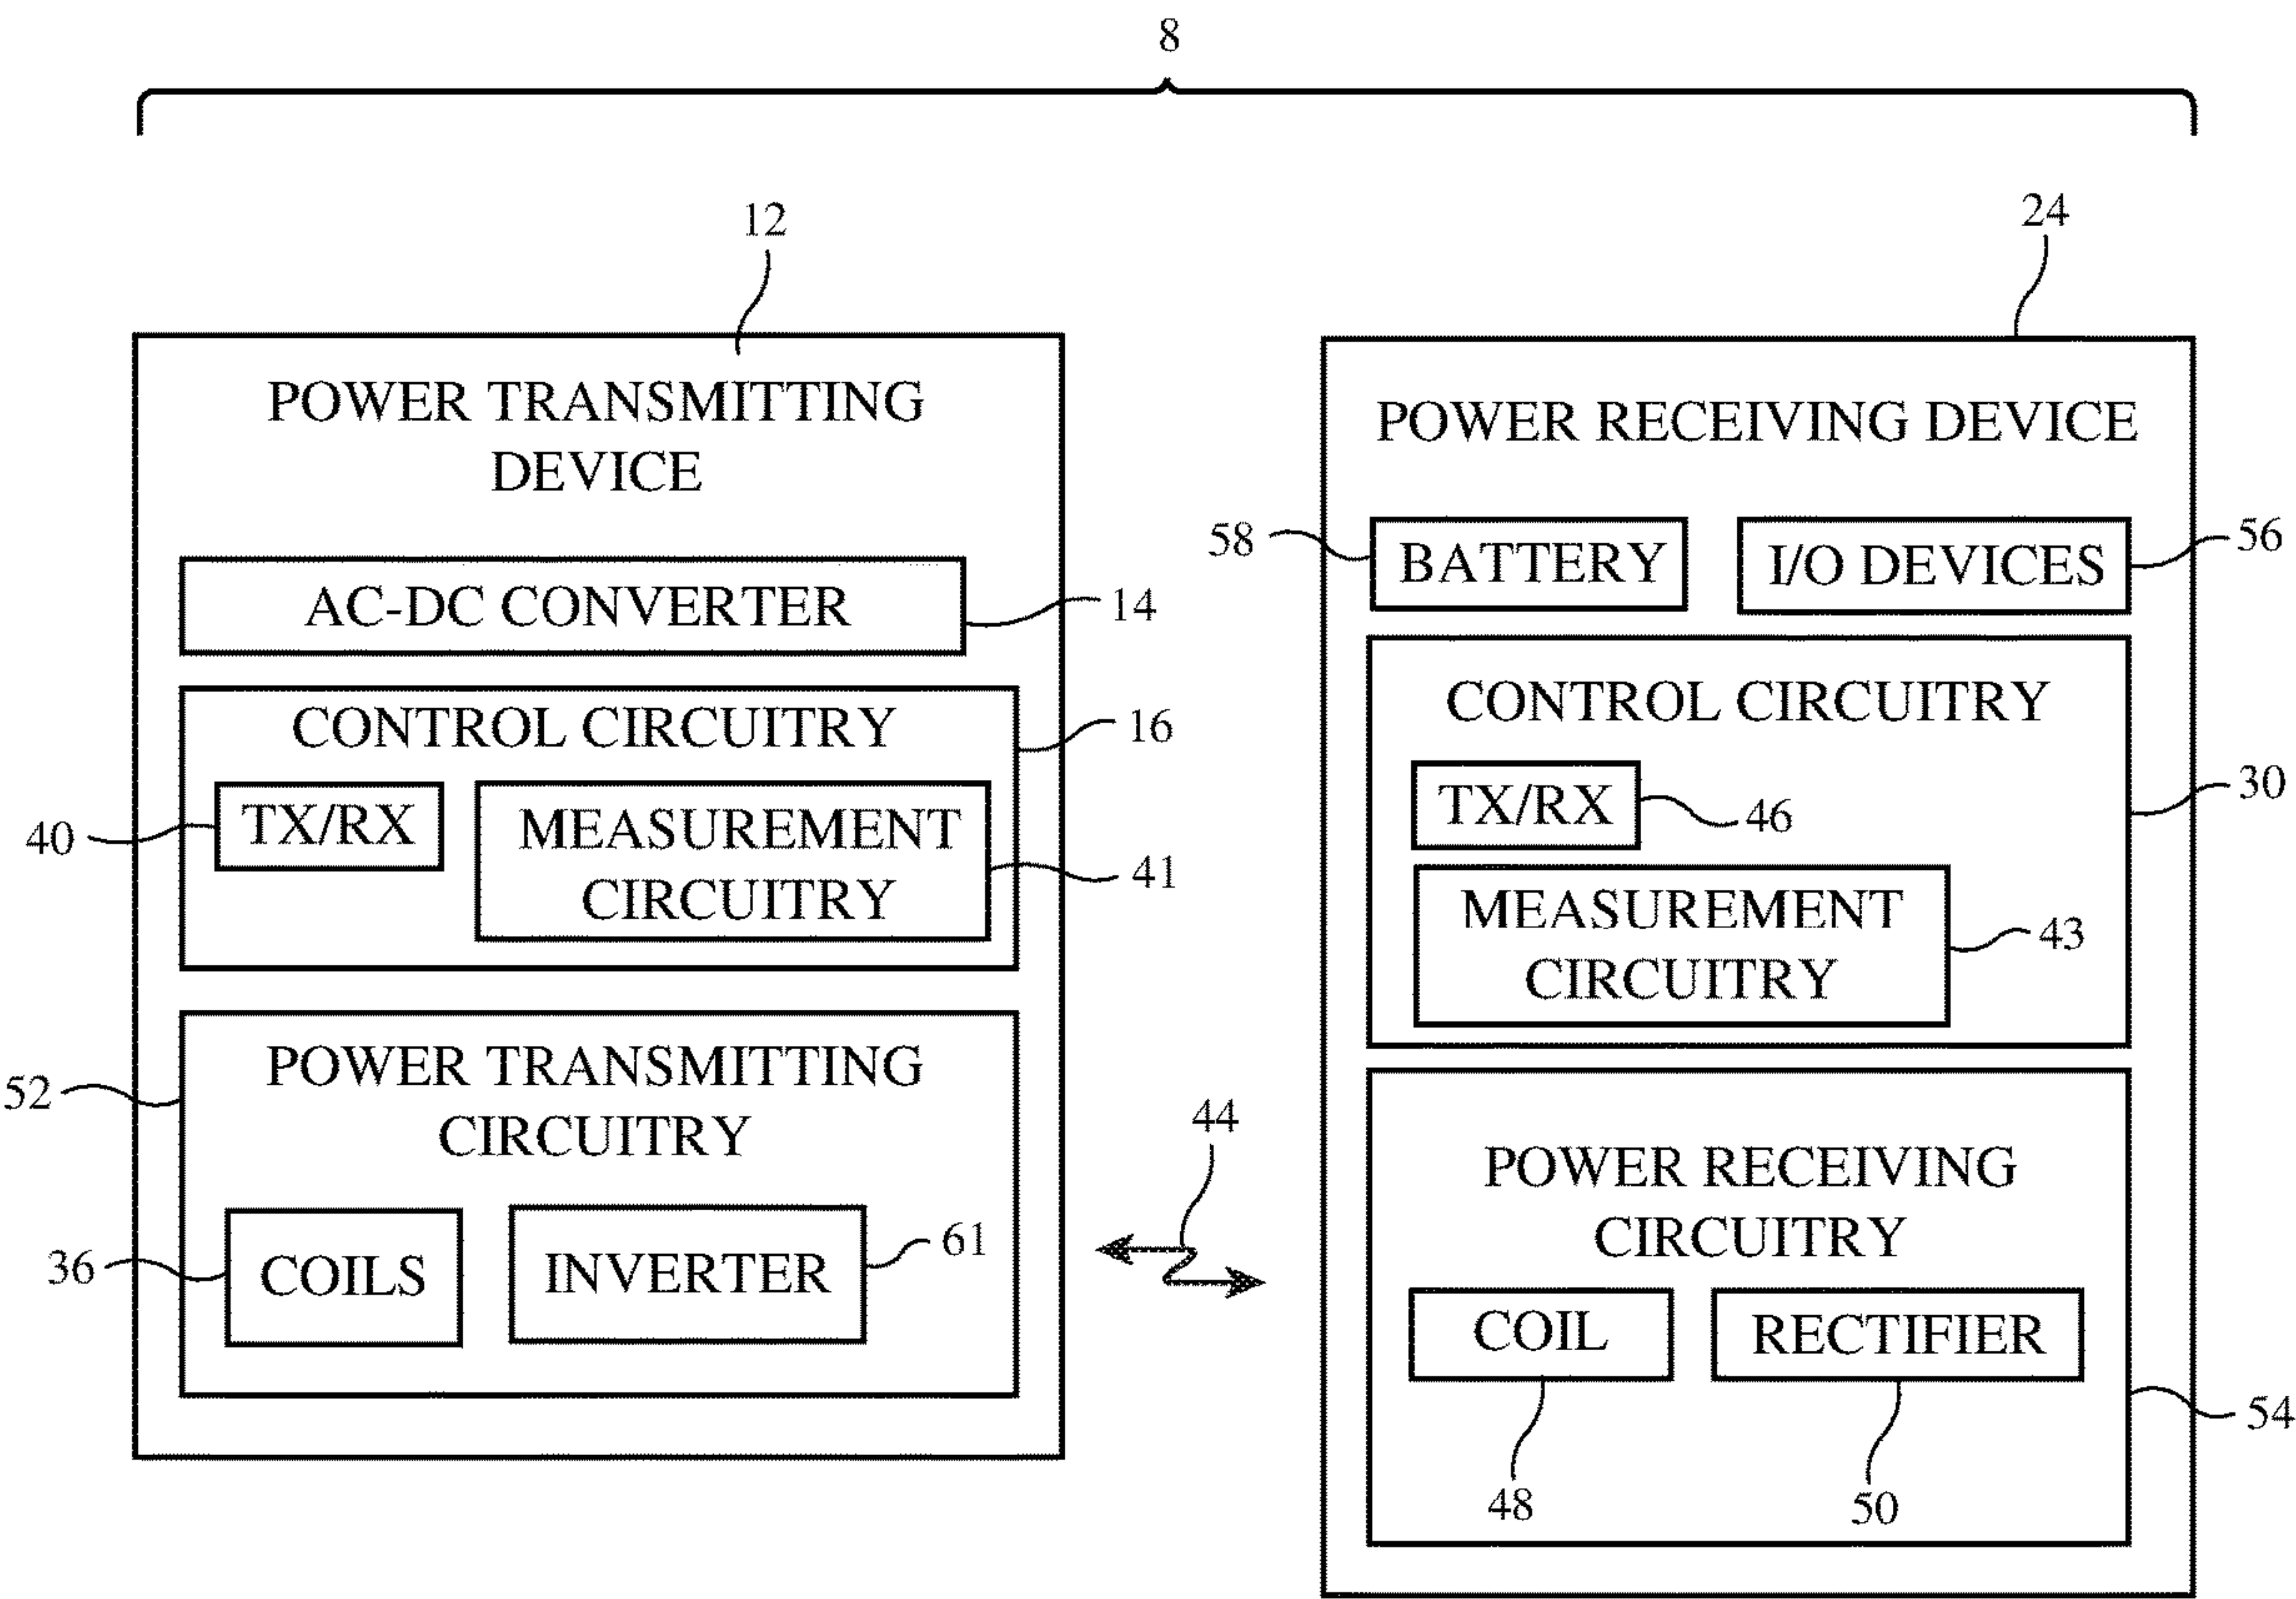 8
12
POWER TRANSMITTING
DEVICE
AC-DC CONVERTER
14
CONTROL CIRCUITRY
16
TX/RX
40
MEASUREMENT
CIRCUITRY
41
POWER TRANSMITTING
CIRCUITRY
52
COILS
36
INVERTER
61
44
24
POWER RECEIVING DEVICE
58
BATTERY
I/O DEVICES
56
CONTROL CIRCUITRY
30
TX/RX
46
MEASUREMENT
CIRCUITRY
43
POWER RECEIVING
CIRCUITRY
COIL
RECTIFIER
54
48
50